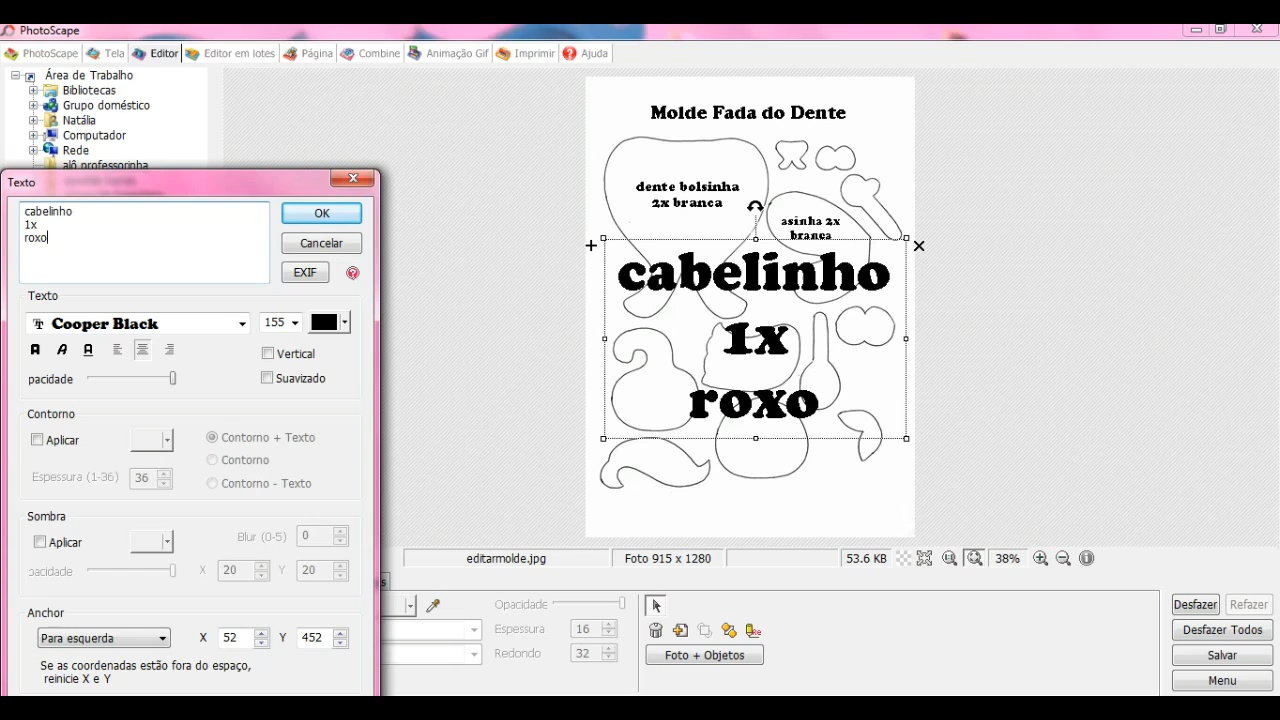 PhotoScape
PhotoScape
Tela
Editor
Editor em lotes
Página
Combine
Animação Gif
Imprimir
Ajuda
Área de Trabalho
Bibliotecas
Grupo doméstico
Natália
Computador
Rede
alô professorinha
Texto
cabelinho
1x
roxo
OK
Cancelar
EXIF
Texto
Cooper Black
155
A A A
Vertical
pacidade
Suavizado
Contorno
Aplicar
Contorno + Texto
Contorno
Espessura (1-36)
36
Contorno - Texto
Sombra
Aplicar
Blur (0-5)
0
pacidade
X
20
Y
20
Anchor
Para esquerda
X
52
Y
452
Se as coordenadas estão fora do espaço,
reinicie X e Y
Molde Fada do Dente
dente bolsinha
2x branca
asinha 2x
branca
cabelinho
1x
roxo
editarmolde.jpg
Foto 915 x 1280
53.6 KB
38%
Opacidade
Espessura
16
Redondo
32
Foto + Objetos
Desfazer
Refazer
Desfazer Todos
Salvar
Menu